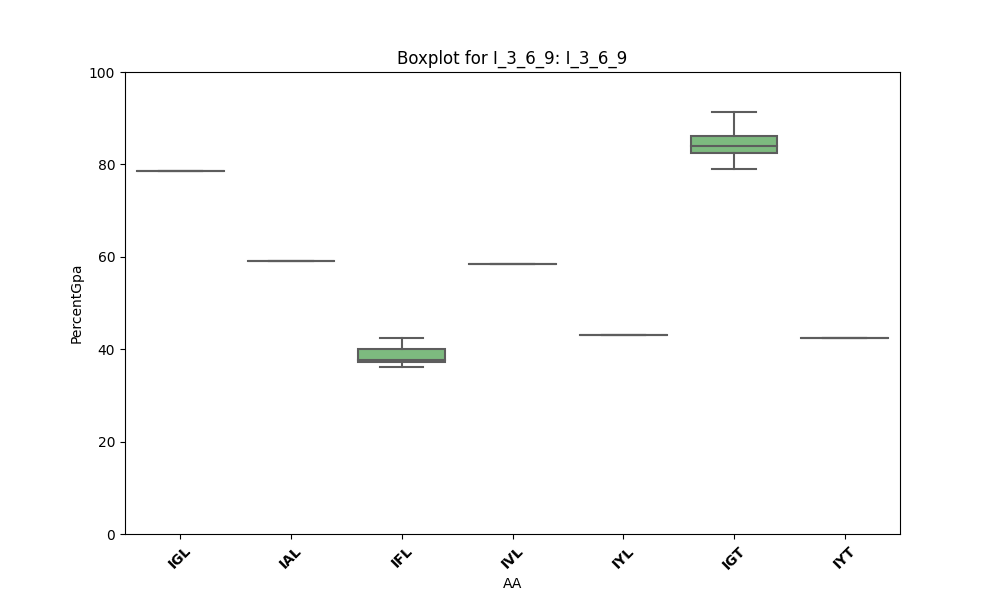 Boxplot for I_3_6_9: I_3_6_9
100
80
60
40
20
0
PercentGpa
IGL
IAL
IFL
IVL
IYL
IGT
IYT
AA